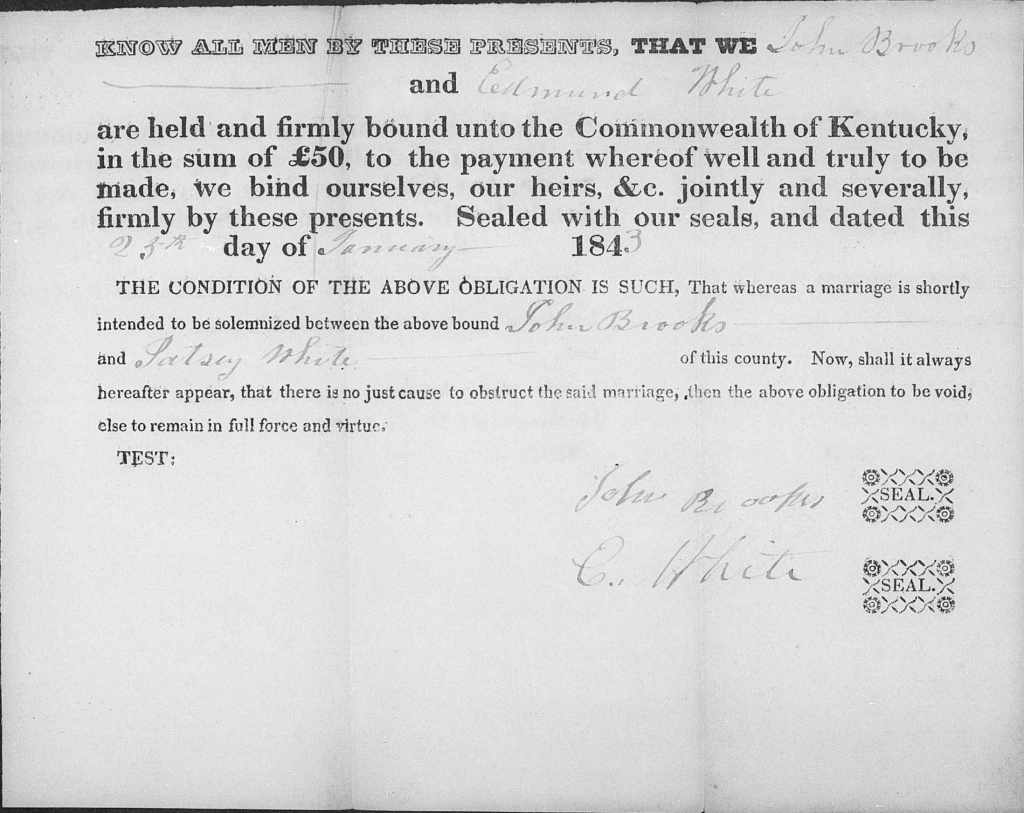 KNOW ALL MEN BY THESE PRESENTS, THAT WE John Brooks
and Edmund White
are held and firmly bound unto the Commonwealth of Kentucky,
in the sum of £50, to the payment whereof well and truly to be
made, we bind ourselves, our heirs, &c. jointly and severally,
firmly by these presents. Sealed with our seals, and dated this
25th day of January 1843
THE CONDITION OF THE ABOVE OBLIGATION IS SUCH, That whereas a marriage is shortly
intended to be solemnized between the above bound John Brooks
and Patsey White of this county. Now, shall it always
hereafter appear, that there is no just cause to obstruct the said marriage, then the above obligation to be void,
else to remain in full force and virtue.
TEST:
John Brooks SEAL.
E. White SEAL.